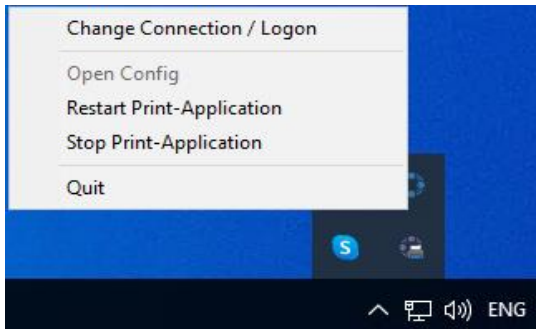 Change Connection / Logon
Open Config
Restart Print-Application
Stop Print-Application
Quit
S
ENG